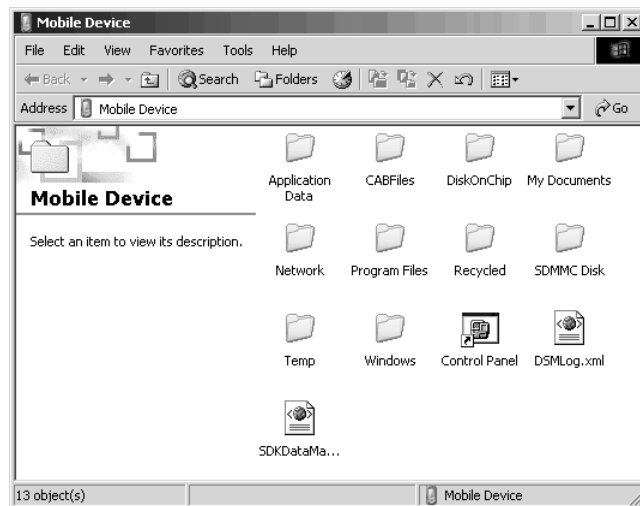 Mobile Device
File Edit View Favorites Tools Help
Back Search Folders
Address Mobile Device Go
Mobile Device
Select an item to view its description.
Application Data
CABFiles
DiskOnChip
My Documents
Network
Program Files
Recycled
SDMMC Disk
Temp
Windows
Control Panel
DSMLog.xml
SDKDataMa...
13 object(s)
Mobile Device